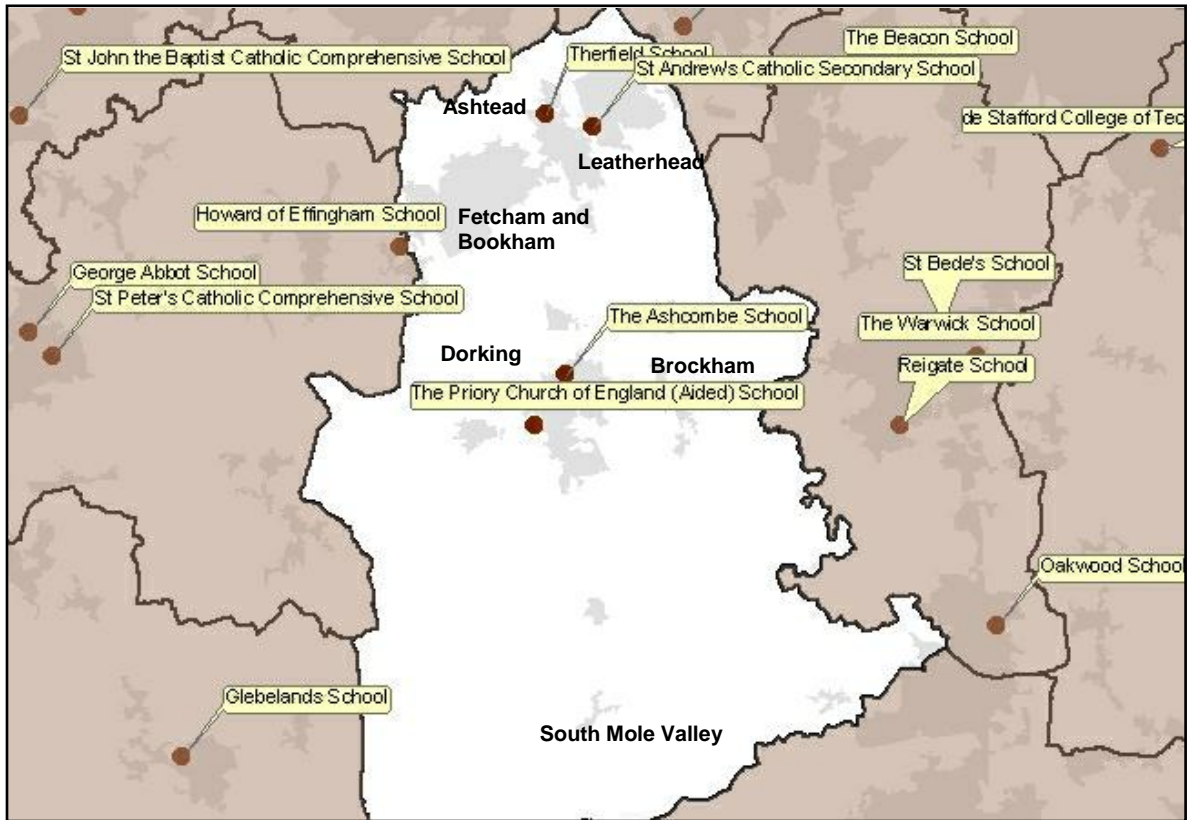 The Beacon School
St John the Baptist Catholic Comprehensive School
Therfield School
St Andrew's Catholic Secondary School
Ashtead
de Stafford College of Tec
Leatherhead
Howard of Effingham School
Fetcham and
Bookham
George Abbot School
St Bede's School
St Peter's Catholic Comprehensive School
The Ashcombe School
The Warwick School
Dorking
Brockham
Reigate School
The Priory Church of England (Aided) School
Oakwood School
Glebelands School
South Mole Valley